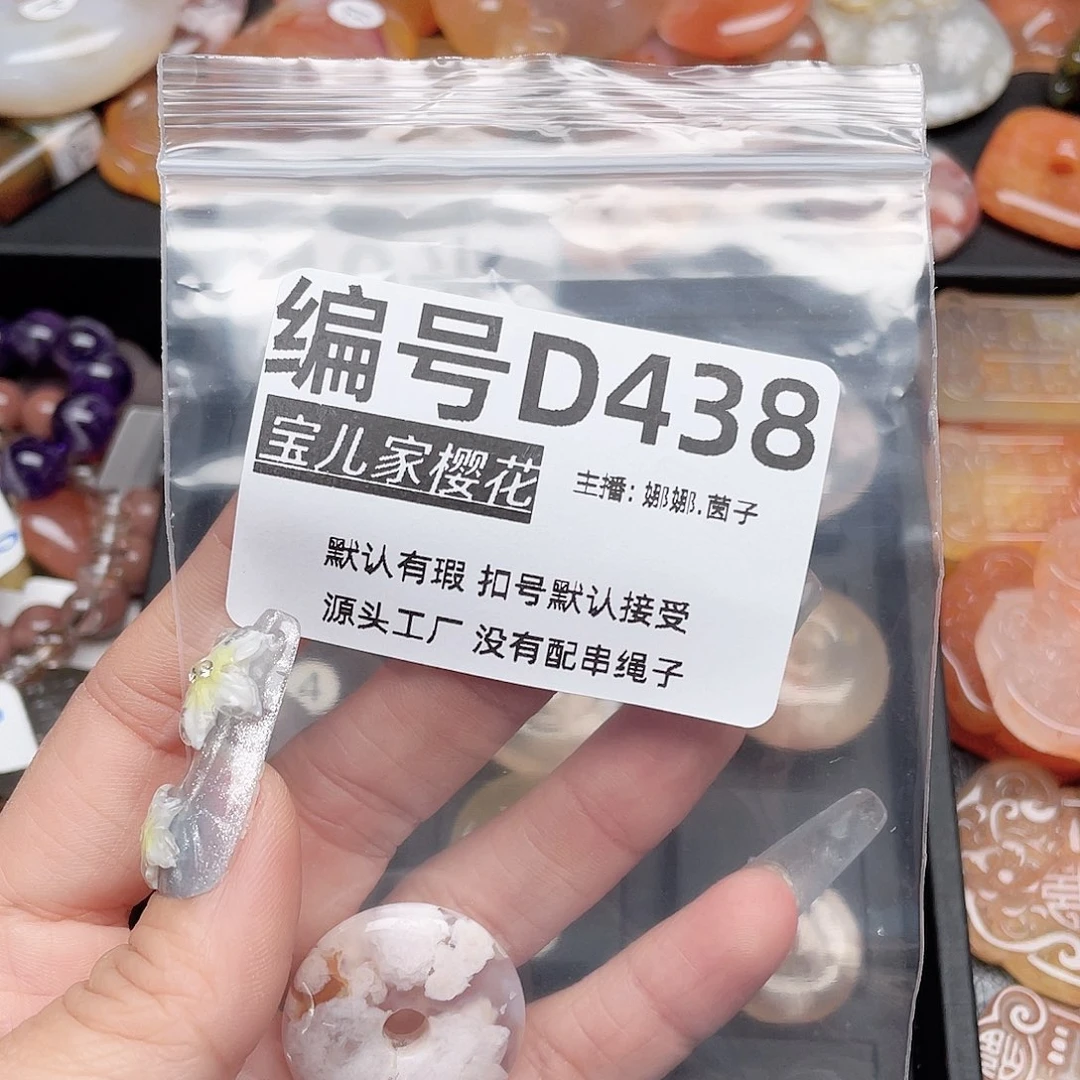 编号D438
宝儿家樱花
主播：娜娜.茵子
默认有瑕 扣号默认接受
源头工厂 没有配串绳子
4